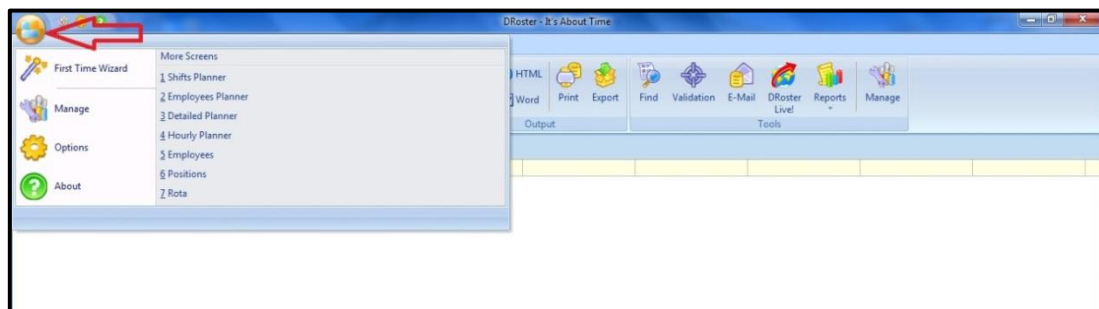 DRoster - It's About Time
First Time Wizard
Manage
Options
About
More Screens
1 Shifts Planner
2 Employees Planner
3 Detailed Planner
4 Hourly Planner
5 Employees
6 Positions
7 Rota
HTML
Word
Print
Export
Output
Find
Validation
E-Mail
DRoster
Live!
Reports
Manage
Tools